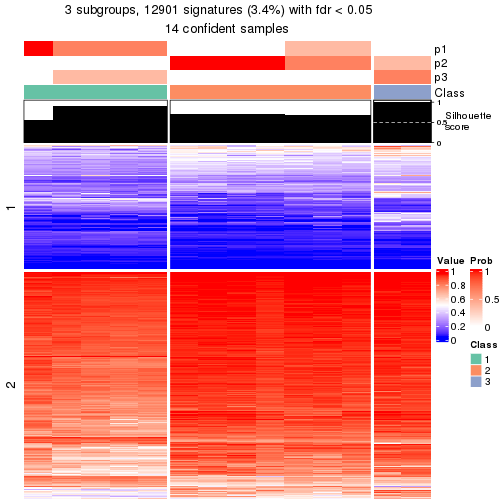 3 subgroups, 12901 signatures (3.4%) with fdr < 0.05
14 confident samples
p1
p2
p3
Class
1
0.5
0
Silhouette
score
1
2
Value
1
0.8
0.6
0.4
0.2
0
Prob
1
0.5
0
Class
1
2
3